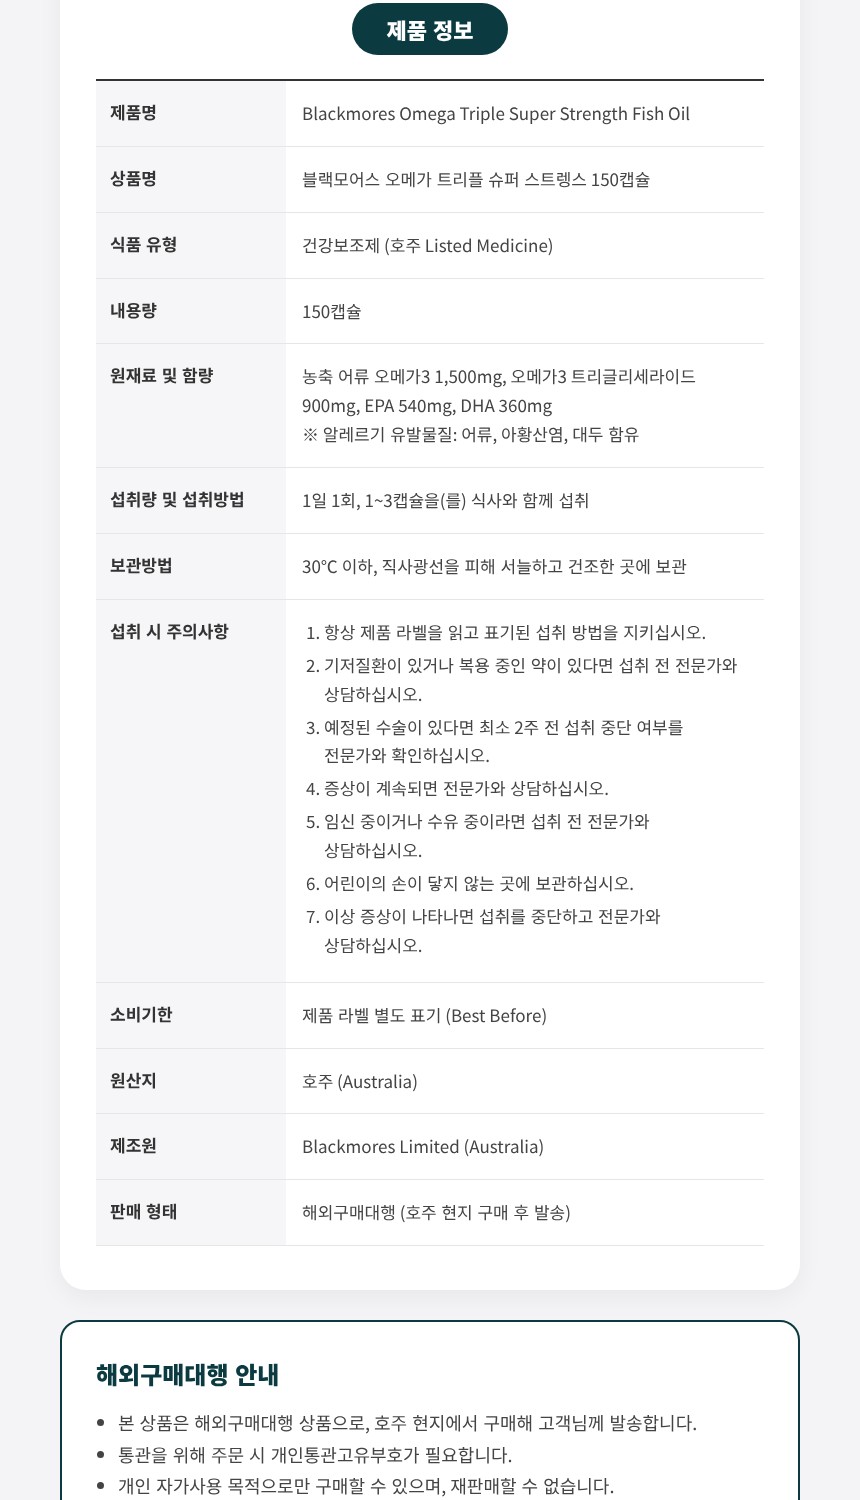 제품 정보
제품명
Blackmores Omega Triple Super Strength Fish Oil
상품명
블랙모어스 오메가 트리플 슈퍼 스트렝스 150캡슐
식품 유형
건강보조제 (호주 Listed Medicine)
내용량
150캡슐
원재료 및 함량
농축 어류 오메가3 1,500mg, 오메가3 트리글리세라이드
900mg, EPA 540mg, DHA 360mg
※ 알레르기 유발물질: 어류, 아황산염, 대두 함유
섭취량 및 섭취방법
1일 1회, 1~3캡슐을(를) 식사와 함께 섭취
보관방법
30°C 이하, 직사광선을 피해 서늘하고 건조한 곳에 보관
섭취 시 주의사항
1. 항상 제품 라벨을 읽고 표기된 섭취 방법을 지키십시오.
2. 기저질환이 있거나 복용 중인 약이 있다면 섭취 전 전문가와
상담하십시오.
3. 예정된 수술이 있다면 최소 2주 전 섭취 중단 여부를
전문가와 확인하십시오.
4. 증상이 계속되면 전문가와 상담하십시오.
5. 임신 중이거나 수유 중이라면 섭취 전 전문가와
상담하십시오.
6. 어린이의 손이 닿지 않는 곳에 보관하십시오.
7. 이상 증상이 나타나면 섭취를 중단하고 전문가와
상담하십시오.
소비기한
제품 라벨 별도 표기 (Best Before)
원산지
호주 (Australia)
제조원
Blackmores Limited (Australia)
판매 형태
해외구매대행 (호주 현지 구매 후 발송)
해외구매대행 안내
• 본 상품은 해외구매대행 상품으로, 호주 현지에서 구매해 고객님께 발송합니다.
• 통관을 위해 주문 시 개인통관고유부호가 필요합니다.
• 개인 자가사용 목적으로만 구매할 수 있으며, 재판매할 수 없습니다.